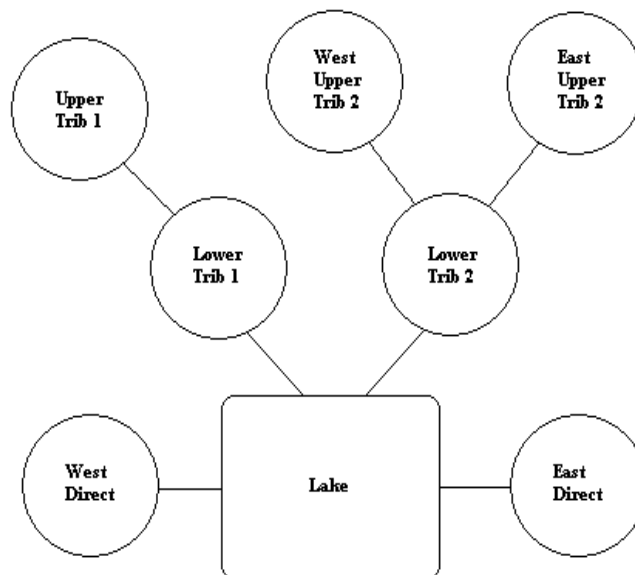 Upper
Trib 1
West
Upper
Trib 2
East
Upper
Trib 2
Lower
Trib 1
Lower
Trib 2
West
Direct
Lake
East
Direct